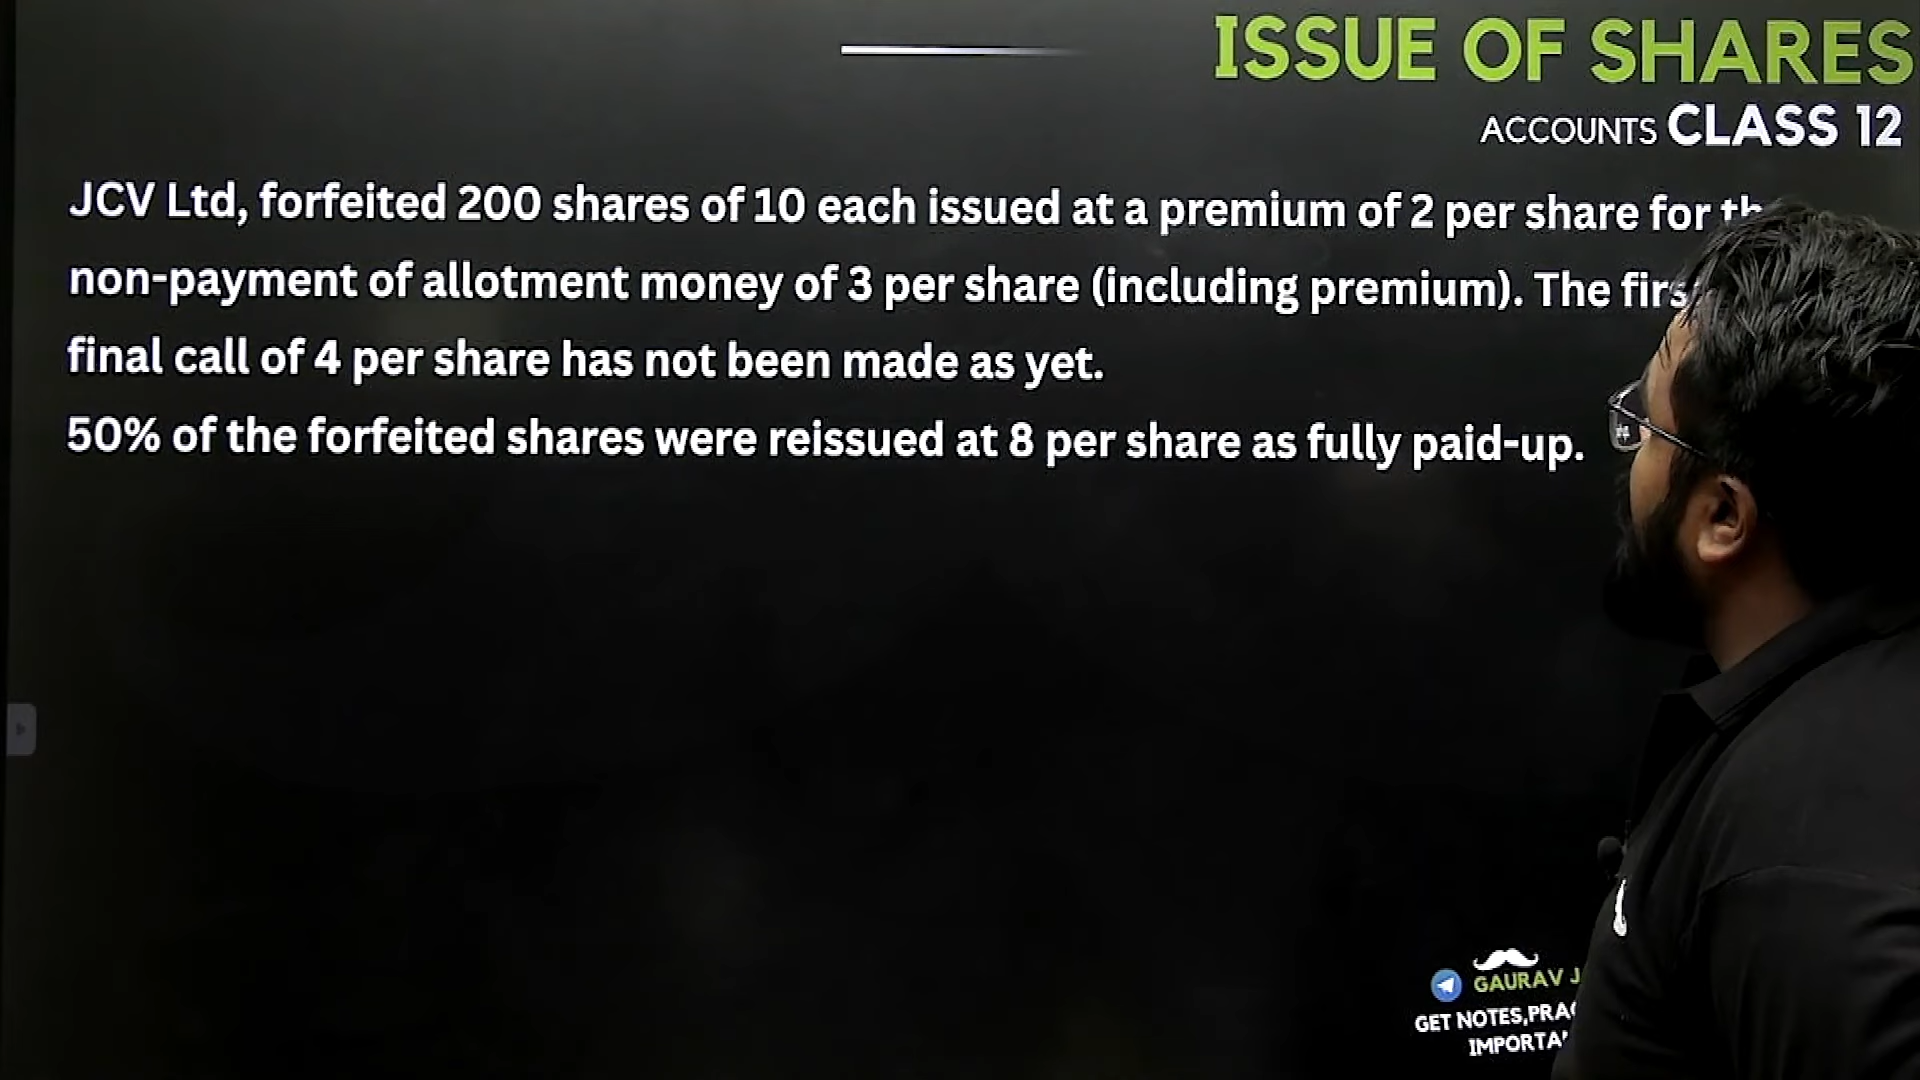 ISSUE OF SHARES
ACCOUNTS CLASS 12
JCV Ltd, forfeited 200 shares of 10 each issued at a premium of 2 per share for
non-payment of allotment money of 3 per share (including premium). The
final call of 4 per share has not been made as yet.
50% of the forfeited shares were reissued at 8 per share as fully paid-up.
GAURAV
GET NOTES,